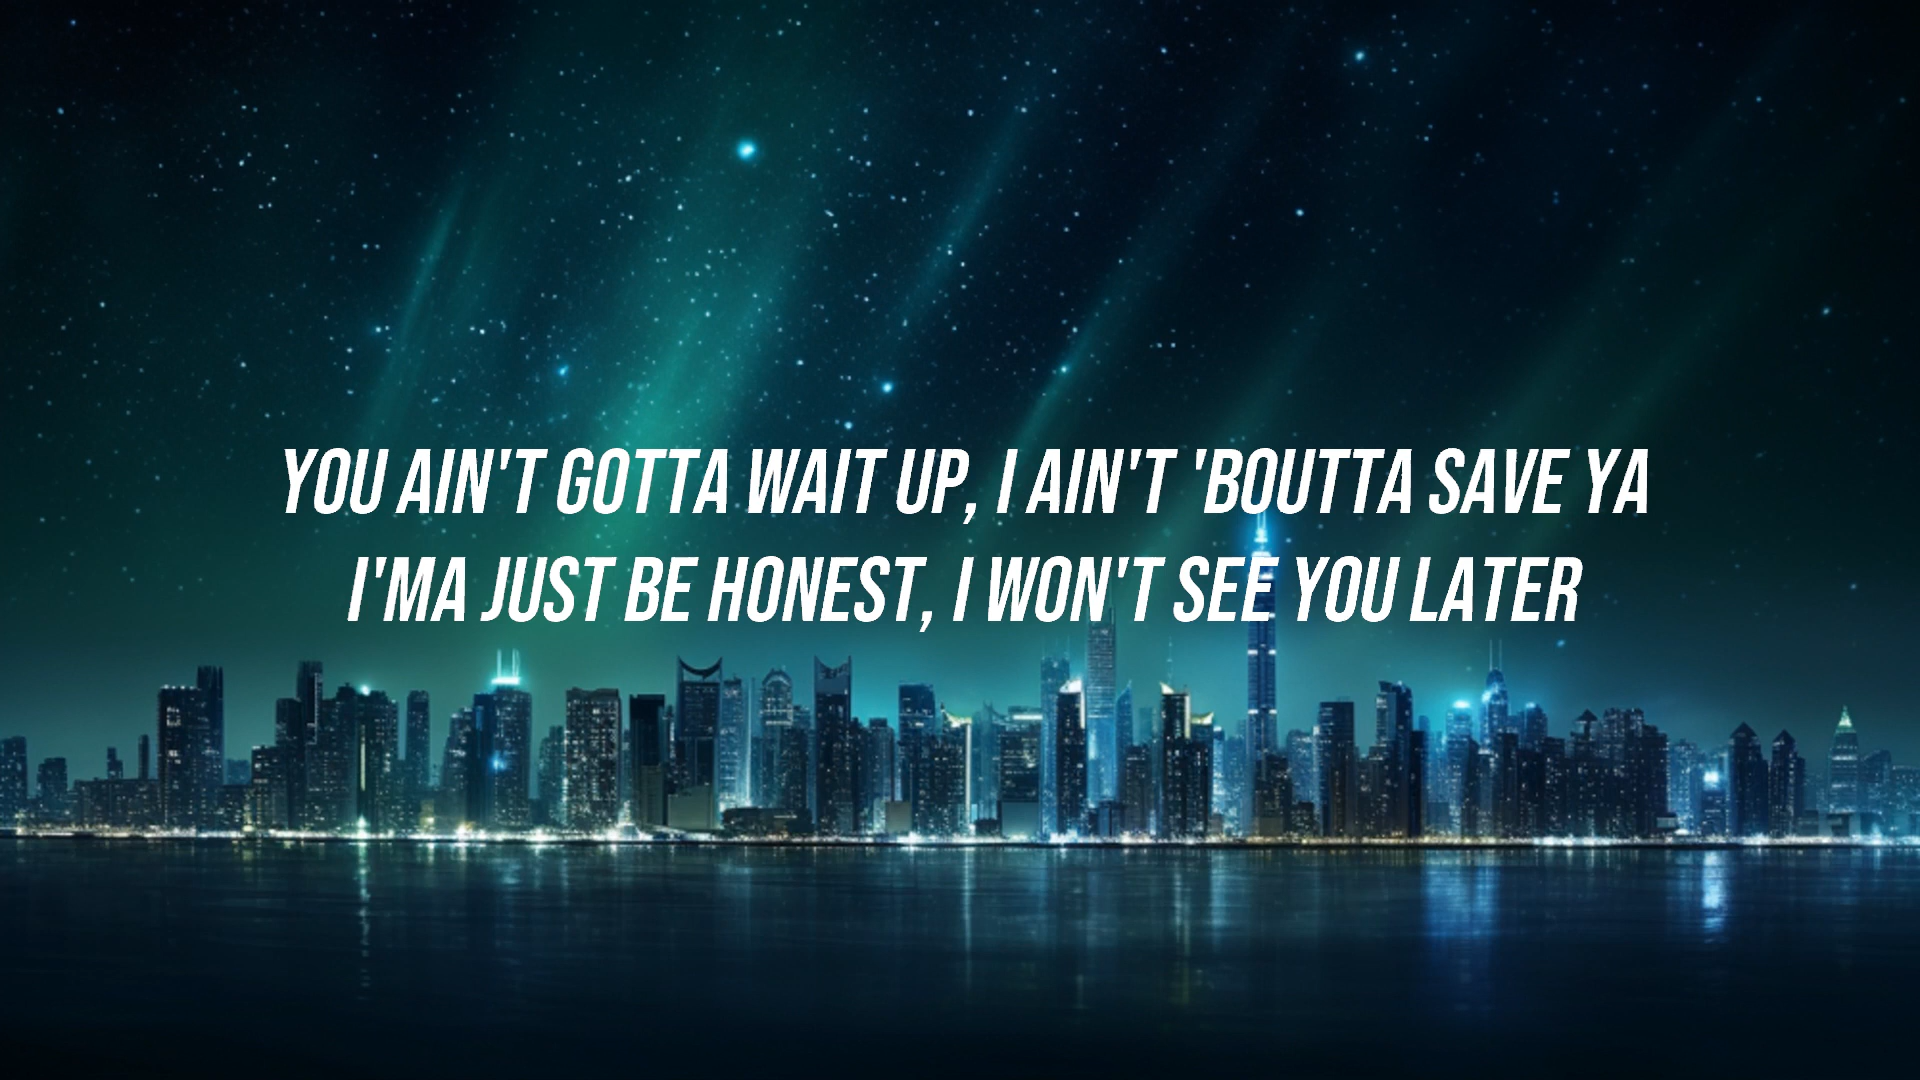 YOU AIN'T GOTTA WAIT UP, I AIN'T 'BOUTTA SAVE YA
I'MA JUST BE HONEST, I WON'T SEE YOU LATER